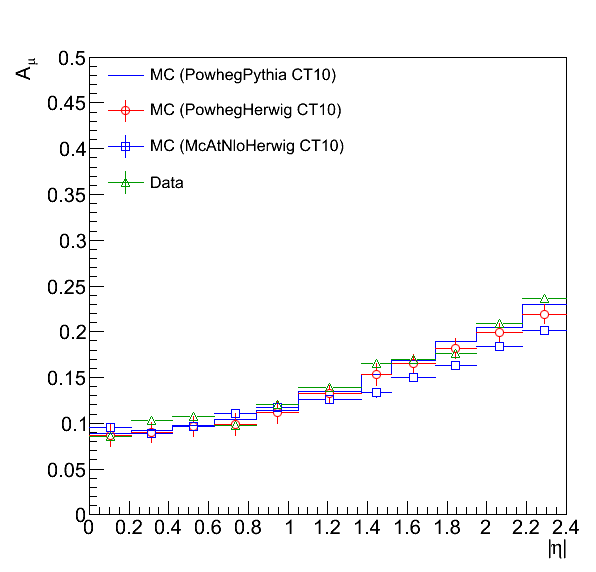 A μ
0.5
0.45
0.4
0.35
0.3
0.25
0.2
0.15
0.1
0.05
0
MC (PowhegPythia CT10)
MC (PowhegHerwig CT10)
MC (McAtNloHerwig CT10)
Data
0 0.2 0.4 0.6 0.8 1 1.2 1.4 1.6 1.8 2 2.2 2.4
|η|